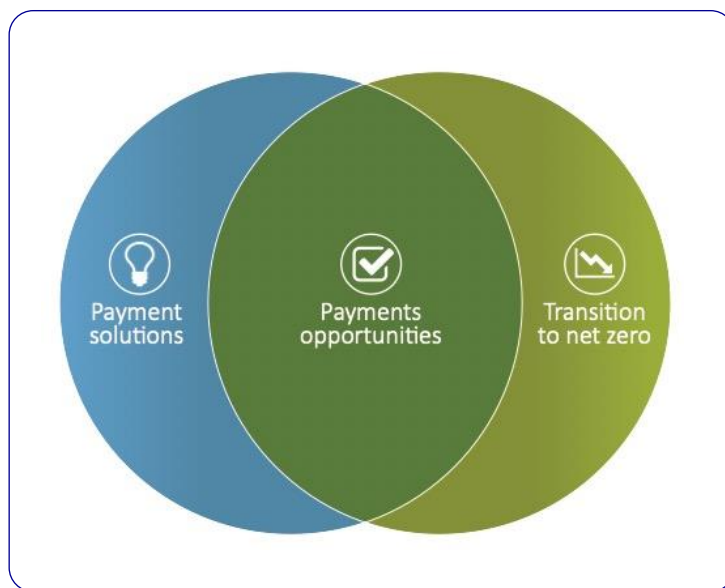 Payment
solutions
Payments
opportunities
Transition
to net zero